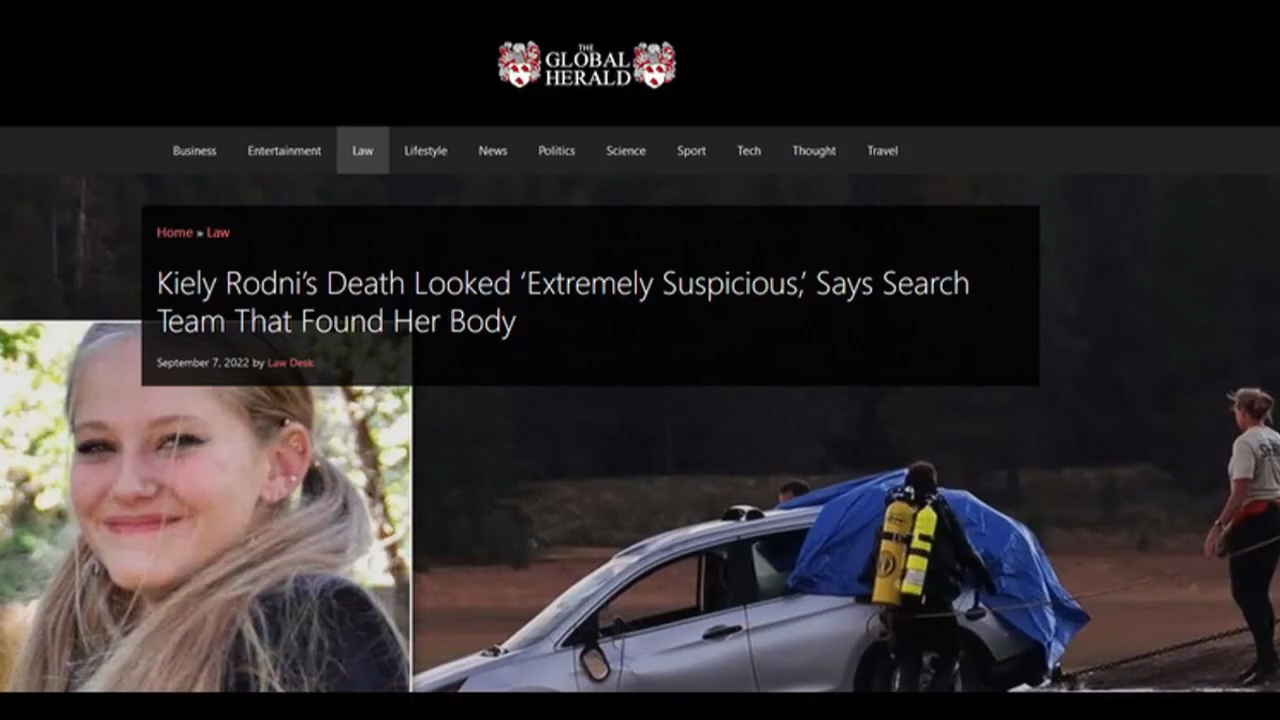 THE
GLOBAL
HERALD
Business Entertainment Law Lifestyle News Politics Science Sport Tech Thought Travel
Home » Law
Kiely Rodni's Death Looked ‘Extremely Suspicious,’ Says Search
Team That Found Her Body
September 7, 2022 by Law Desk